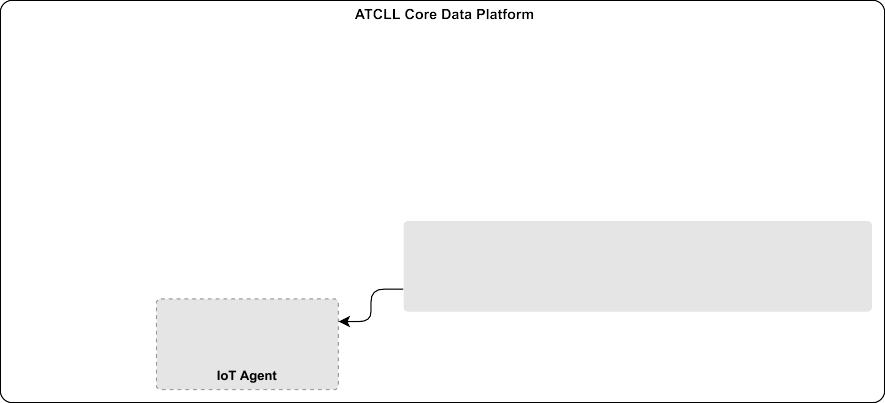 ATCLL Core Data Platform
IoT Agent